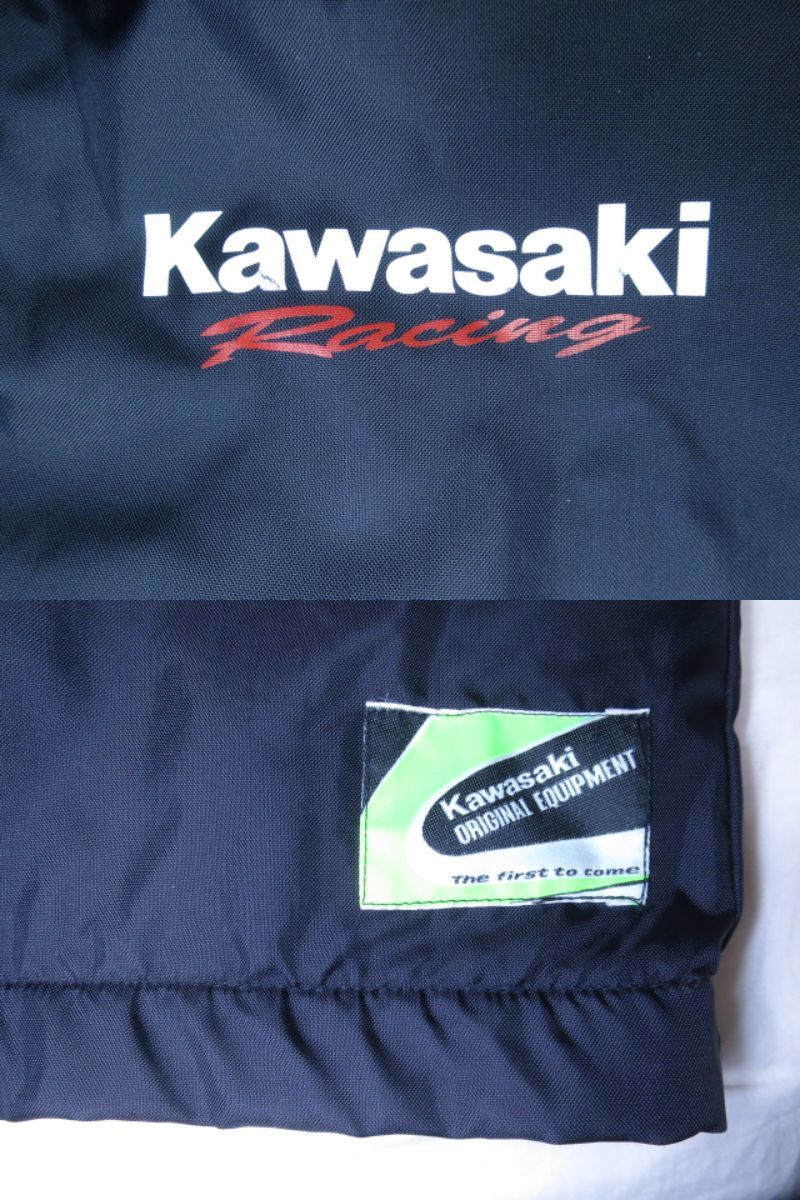 Kawasaki
Racing
Kawasaki
ORIGINAL EQUIPMENT
The first to come